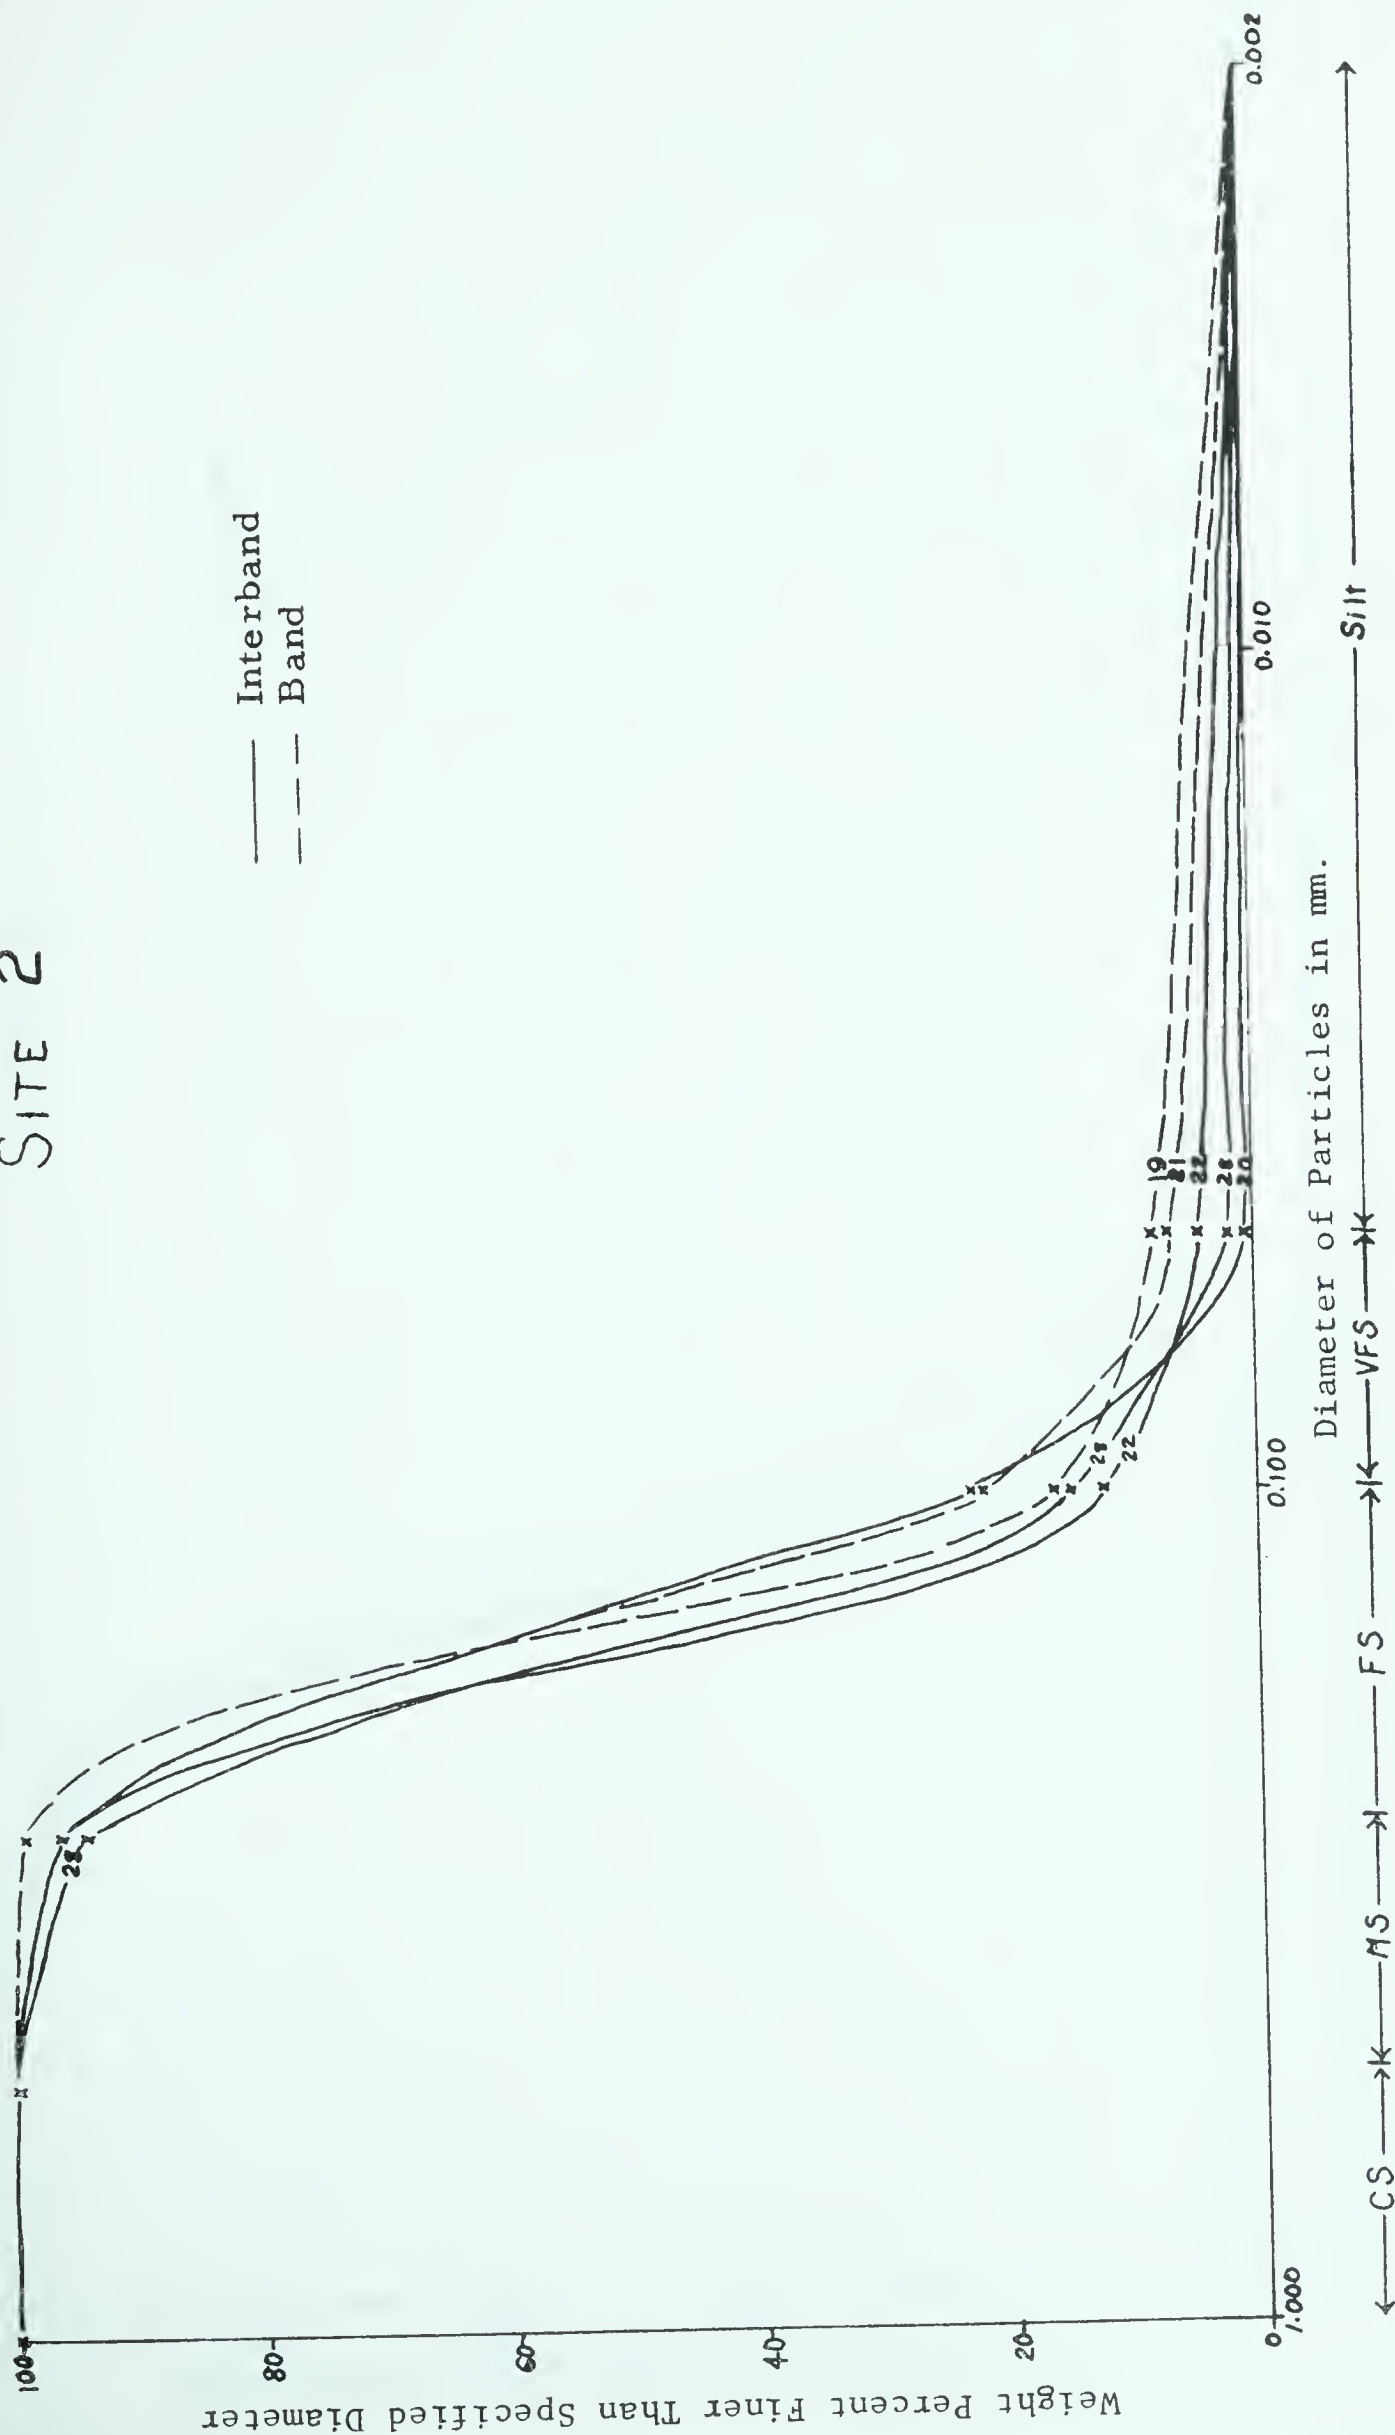 SITE 2
Interband
Band
Weight Percent Finer Than Specified Diameter
100
80
60
40
20
0
28
28
22
19
21
22
28
20
1.000
0.100
0.010
0.002
Diameter of Particles in mm.
CS
MS
FS
VFS
Silt